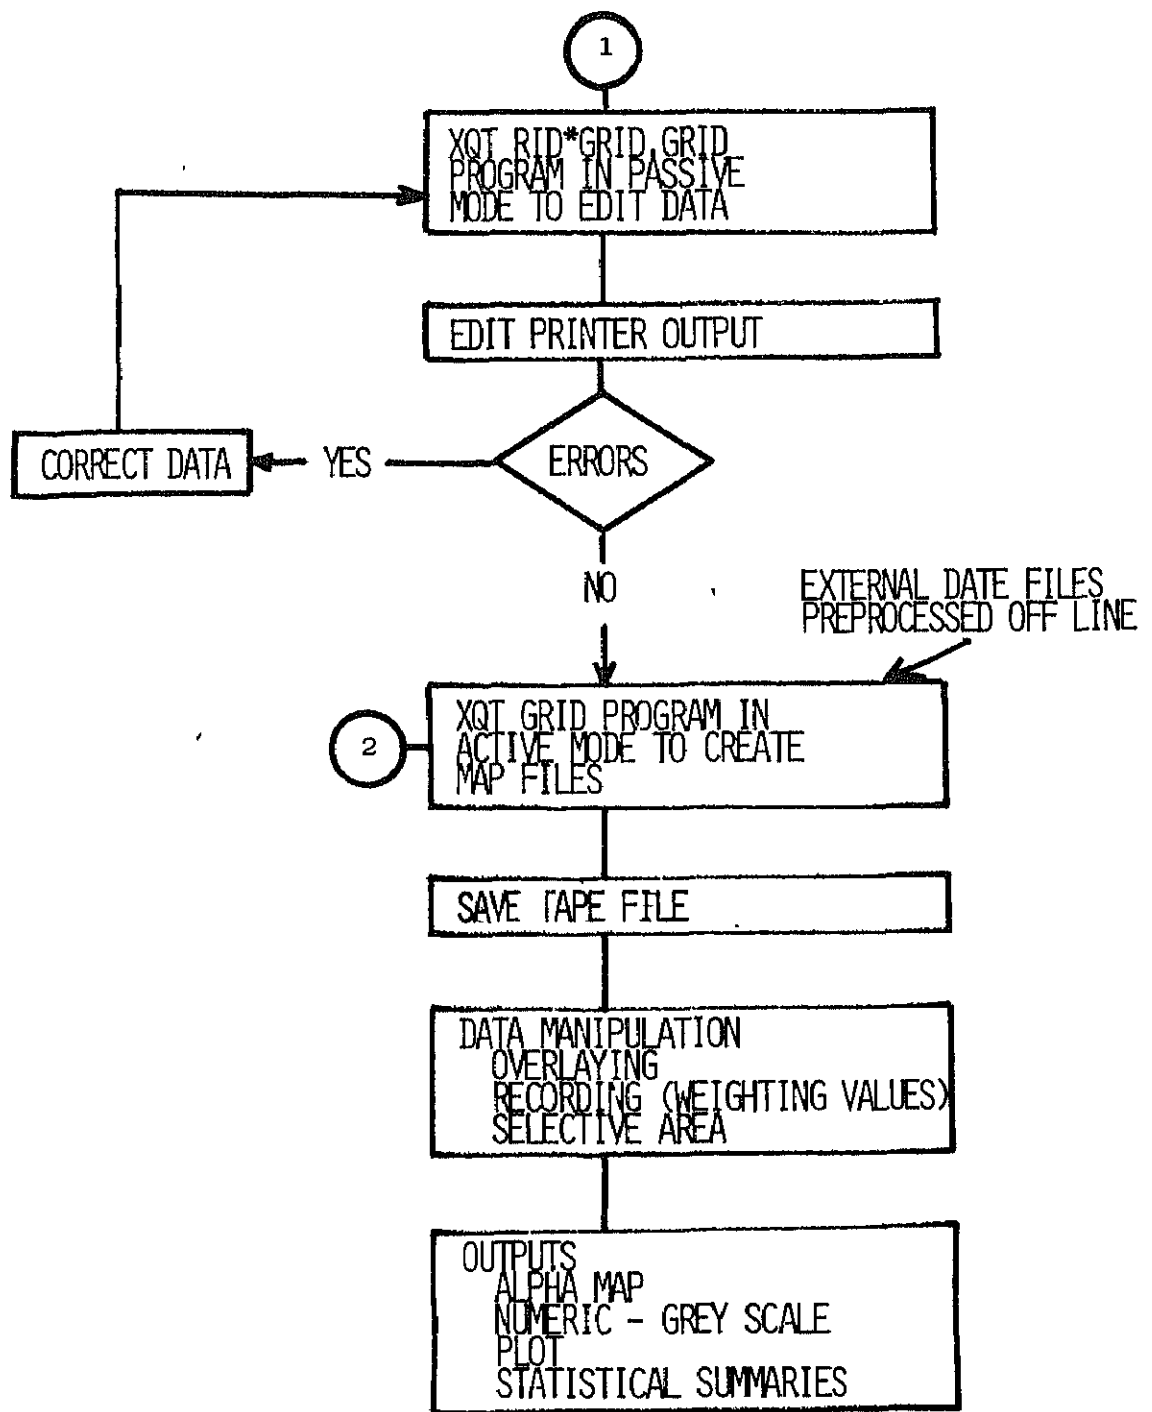 1
XQT RID*GRID.GRID
PROGRAM IN PASSIVE
MODE TO EDIT DATA
EDIT PRINTER OUTPUT
ERRORS
YES
CORRECT DATA
NO
EXTERNAL DATE FILES
PREPROCESSED OFF LINE
2
XQT GRID PROGRAM IN
ACTIVE MODE TO CREATE
MAP FILES
SAVE TAPE FILE
DATA MANIPULATION
OVERLAYING
RECORDING (WEIGHTING VALUES)
SELECTIVE AREA
OUTPUTS
ALPHA MAP
NUMERIC - GREY SCALE
PLOT
STATISTICAL SUMMARIES